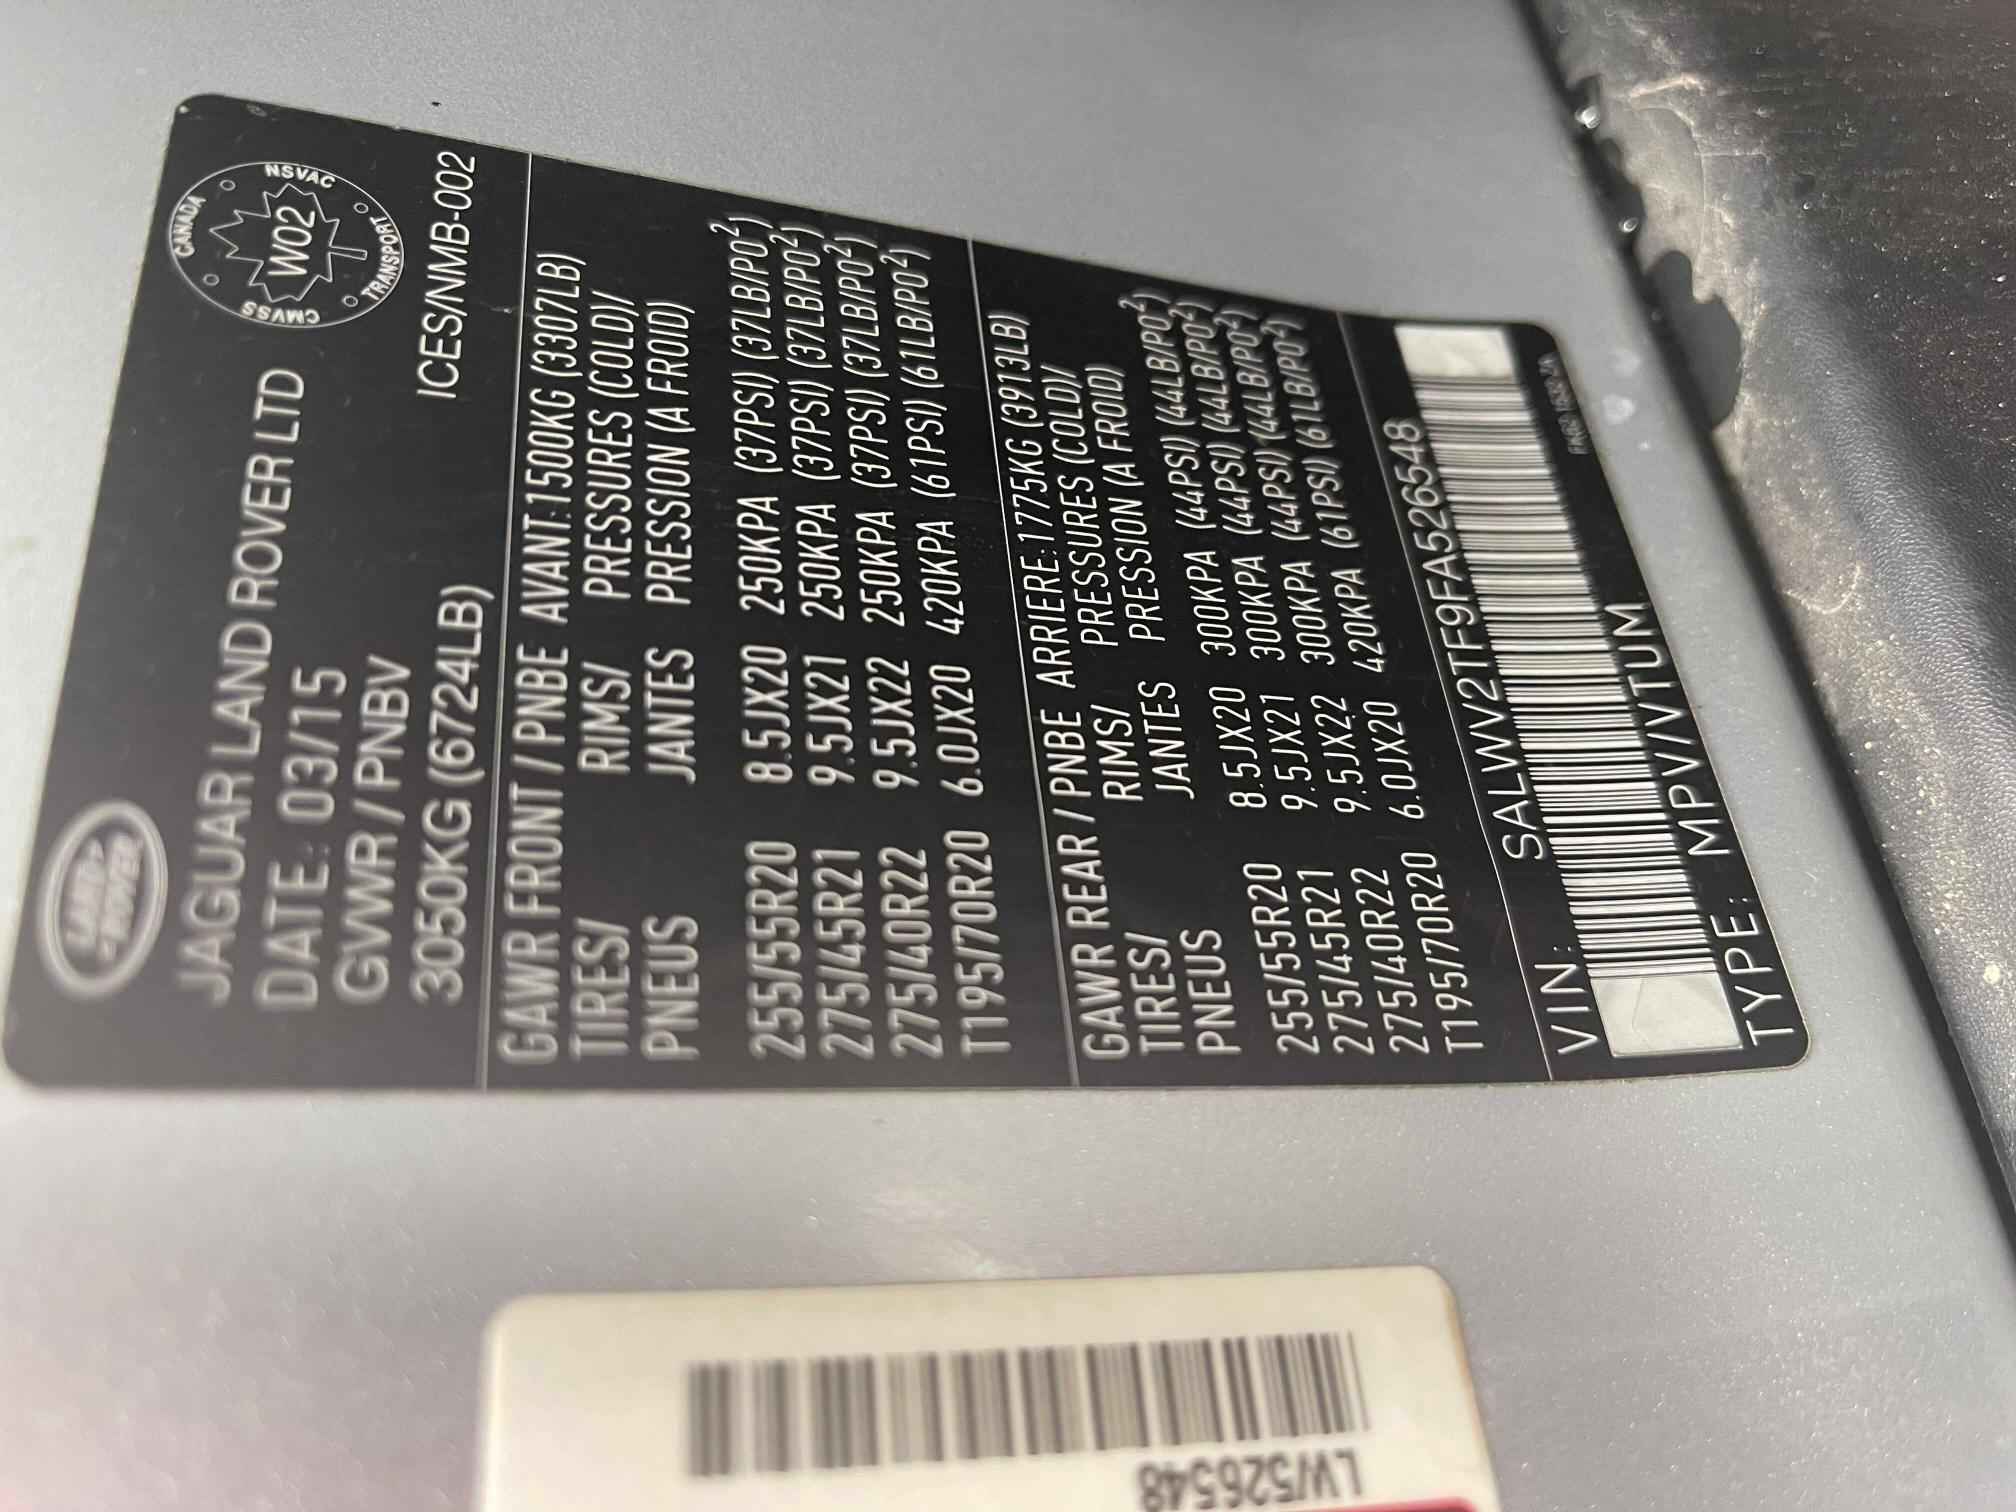 LAND-
-ROVER
CANADA
NSVAC
TRANSPORT
CMVSS
W02
JAGUAR LAND ROVER LTD
DATE: 03/15
GVWR / PNBV
3050KG (6724LB)
ICES/NMB-002
GAWR FRONT / PNBE AVANT:1500KG (3307LB)
TIRES/ RIMS/ PRESSURES (COLD)/
PNEUS JANTES PRESSION (A FROID)
255/55R20 8.5JX20 250KPA (37PSI) (37LB/PO²)
275/45R21 9.5JX21 250KPA (37PSI) (37LB/PO²)
275/40R22 9.5JX22 250KPA (37PSI) (37LB/PO²)
T195/70R20 6.0JX20 420KPA (61PSI) (61LB/PO²)
GAWR REAR / PNBE ARRIERE:1775KG (3913LB)
TIRES/ RIMS/ PRESSURES (COLD)/
PNEUS JANTES PRESSION (A FROID)
255/55R20 8.5JX20 300KPA (44PSI) (44LB/PO²)
275/45R21 9.5JX21 300KPA (44PSI) (44LB/PO²)
275/40R22 9.5JX22 300KPA (44PSI) (44LB/PO²)
T195/70R20 6.0JX20 420KPA (61PSI) (61LB/PO²)
VIN: SALWV2TF9FA526548
TYPE: MPV/VTUM
LW526548